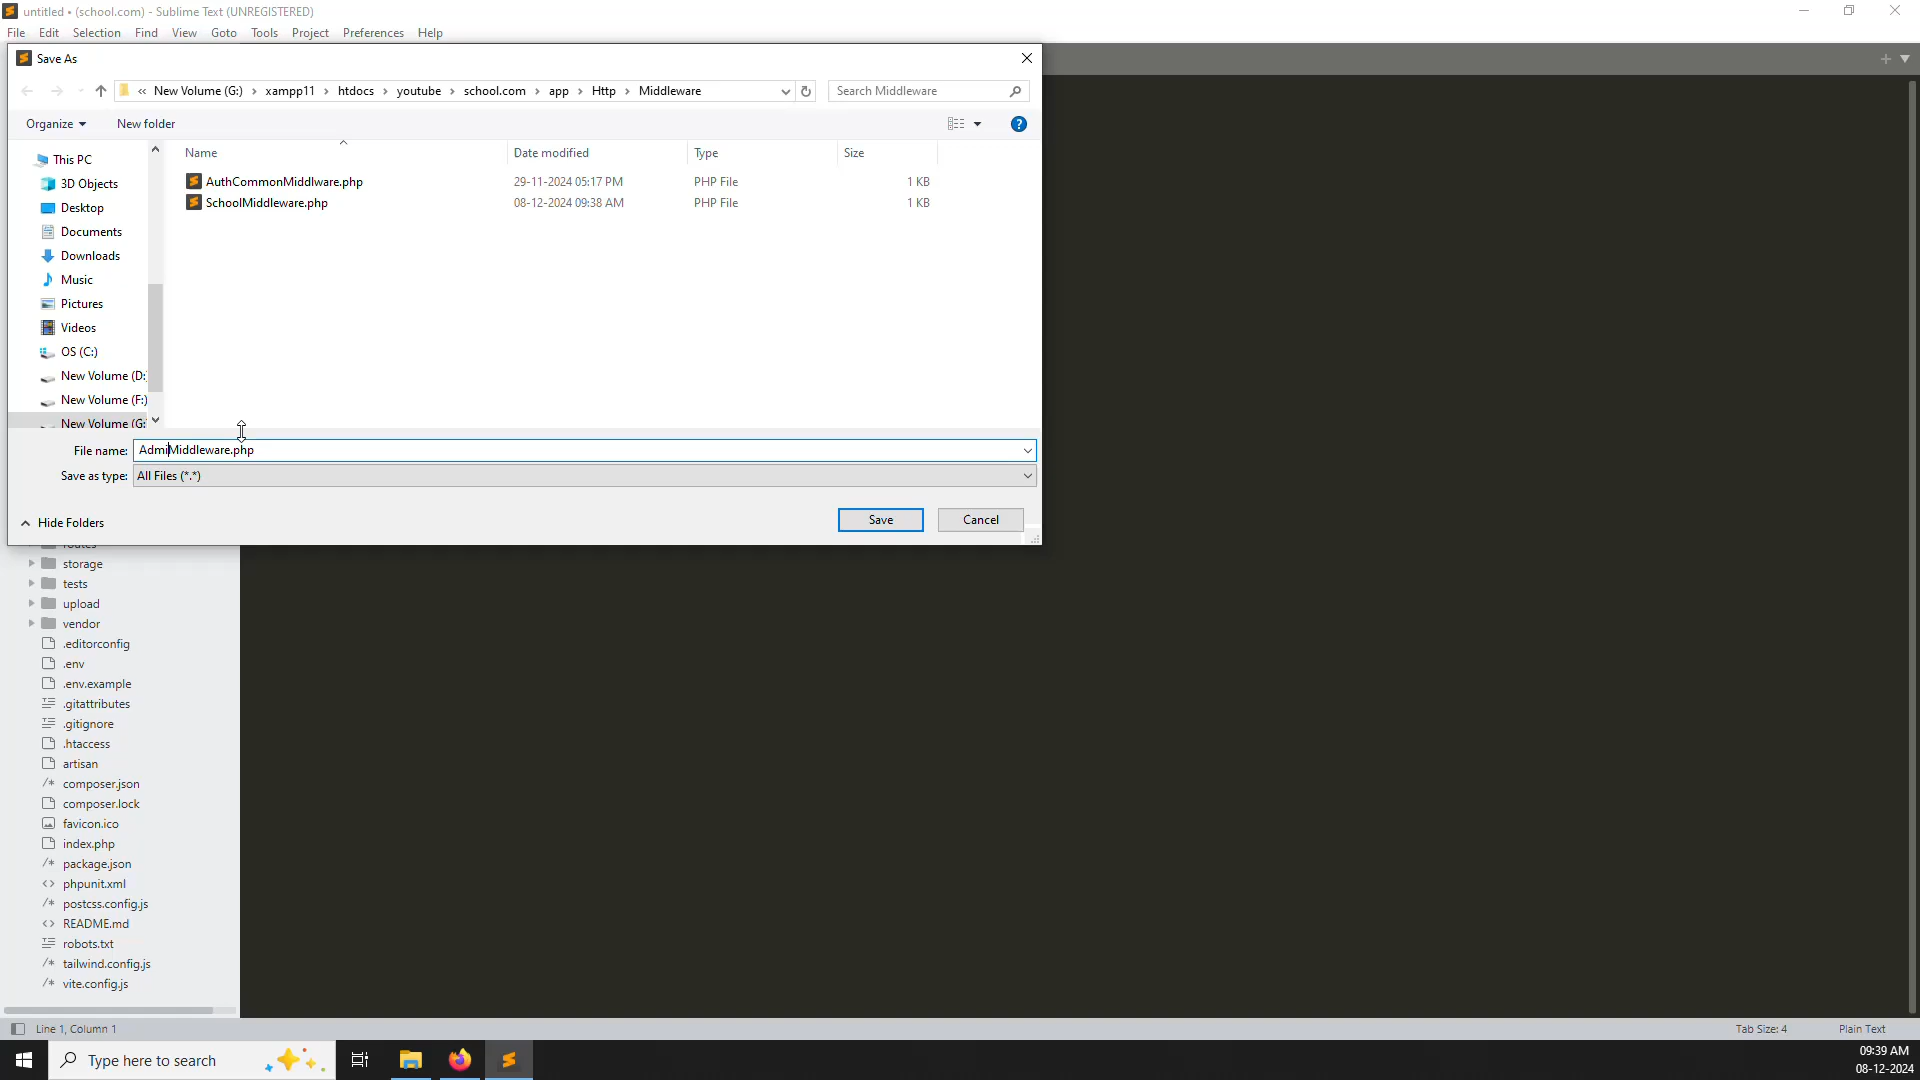 untitled • (school.com) - Sublime Text (UNREGISTERED)
File Edit Selection Find View Goto Tools Project Preferences Help
Save As
« New Volume (G:) › xampp11 › htdocs › youtube › school.com › app › Http › Middleware
Search Middleware
Organize New folder
Name Date modified Type Size
This PC
3D Objects
Desktop
Documents
Downloads
Music
Pictures
Videos
OS (C:)
New Volume (D:
New Volume (F:)
New Volume (G:
AuthCommonMiddlware.php 29-11-2024 05:17 PM PHP File 1 KB
SchoolMiddleware.php 08-12-2024 09:38 AM PHP File 1 KB
File name: AdmiMiddleware.php
Save as type: All Files (*.*)
Hide Folders
Save Cancel
routes
storage
tests
upload
vendor
.editorconfig
.env
.env.example
.gitattributes
.gitignore
.htaccess
artisan
composer.json
composer.lock
favicon.ico
index.php
package.json
phpunit.xml
postcss.config.js
README.md
robots.txt
tailwind.config.js
vite.config.js
Line 1, Column 1
Tab Size: 4 Plain Text
Type here to search
09:39 AM
08-12-2024